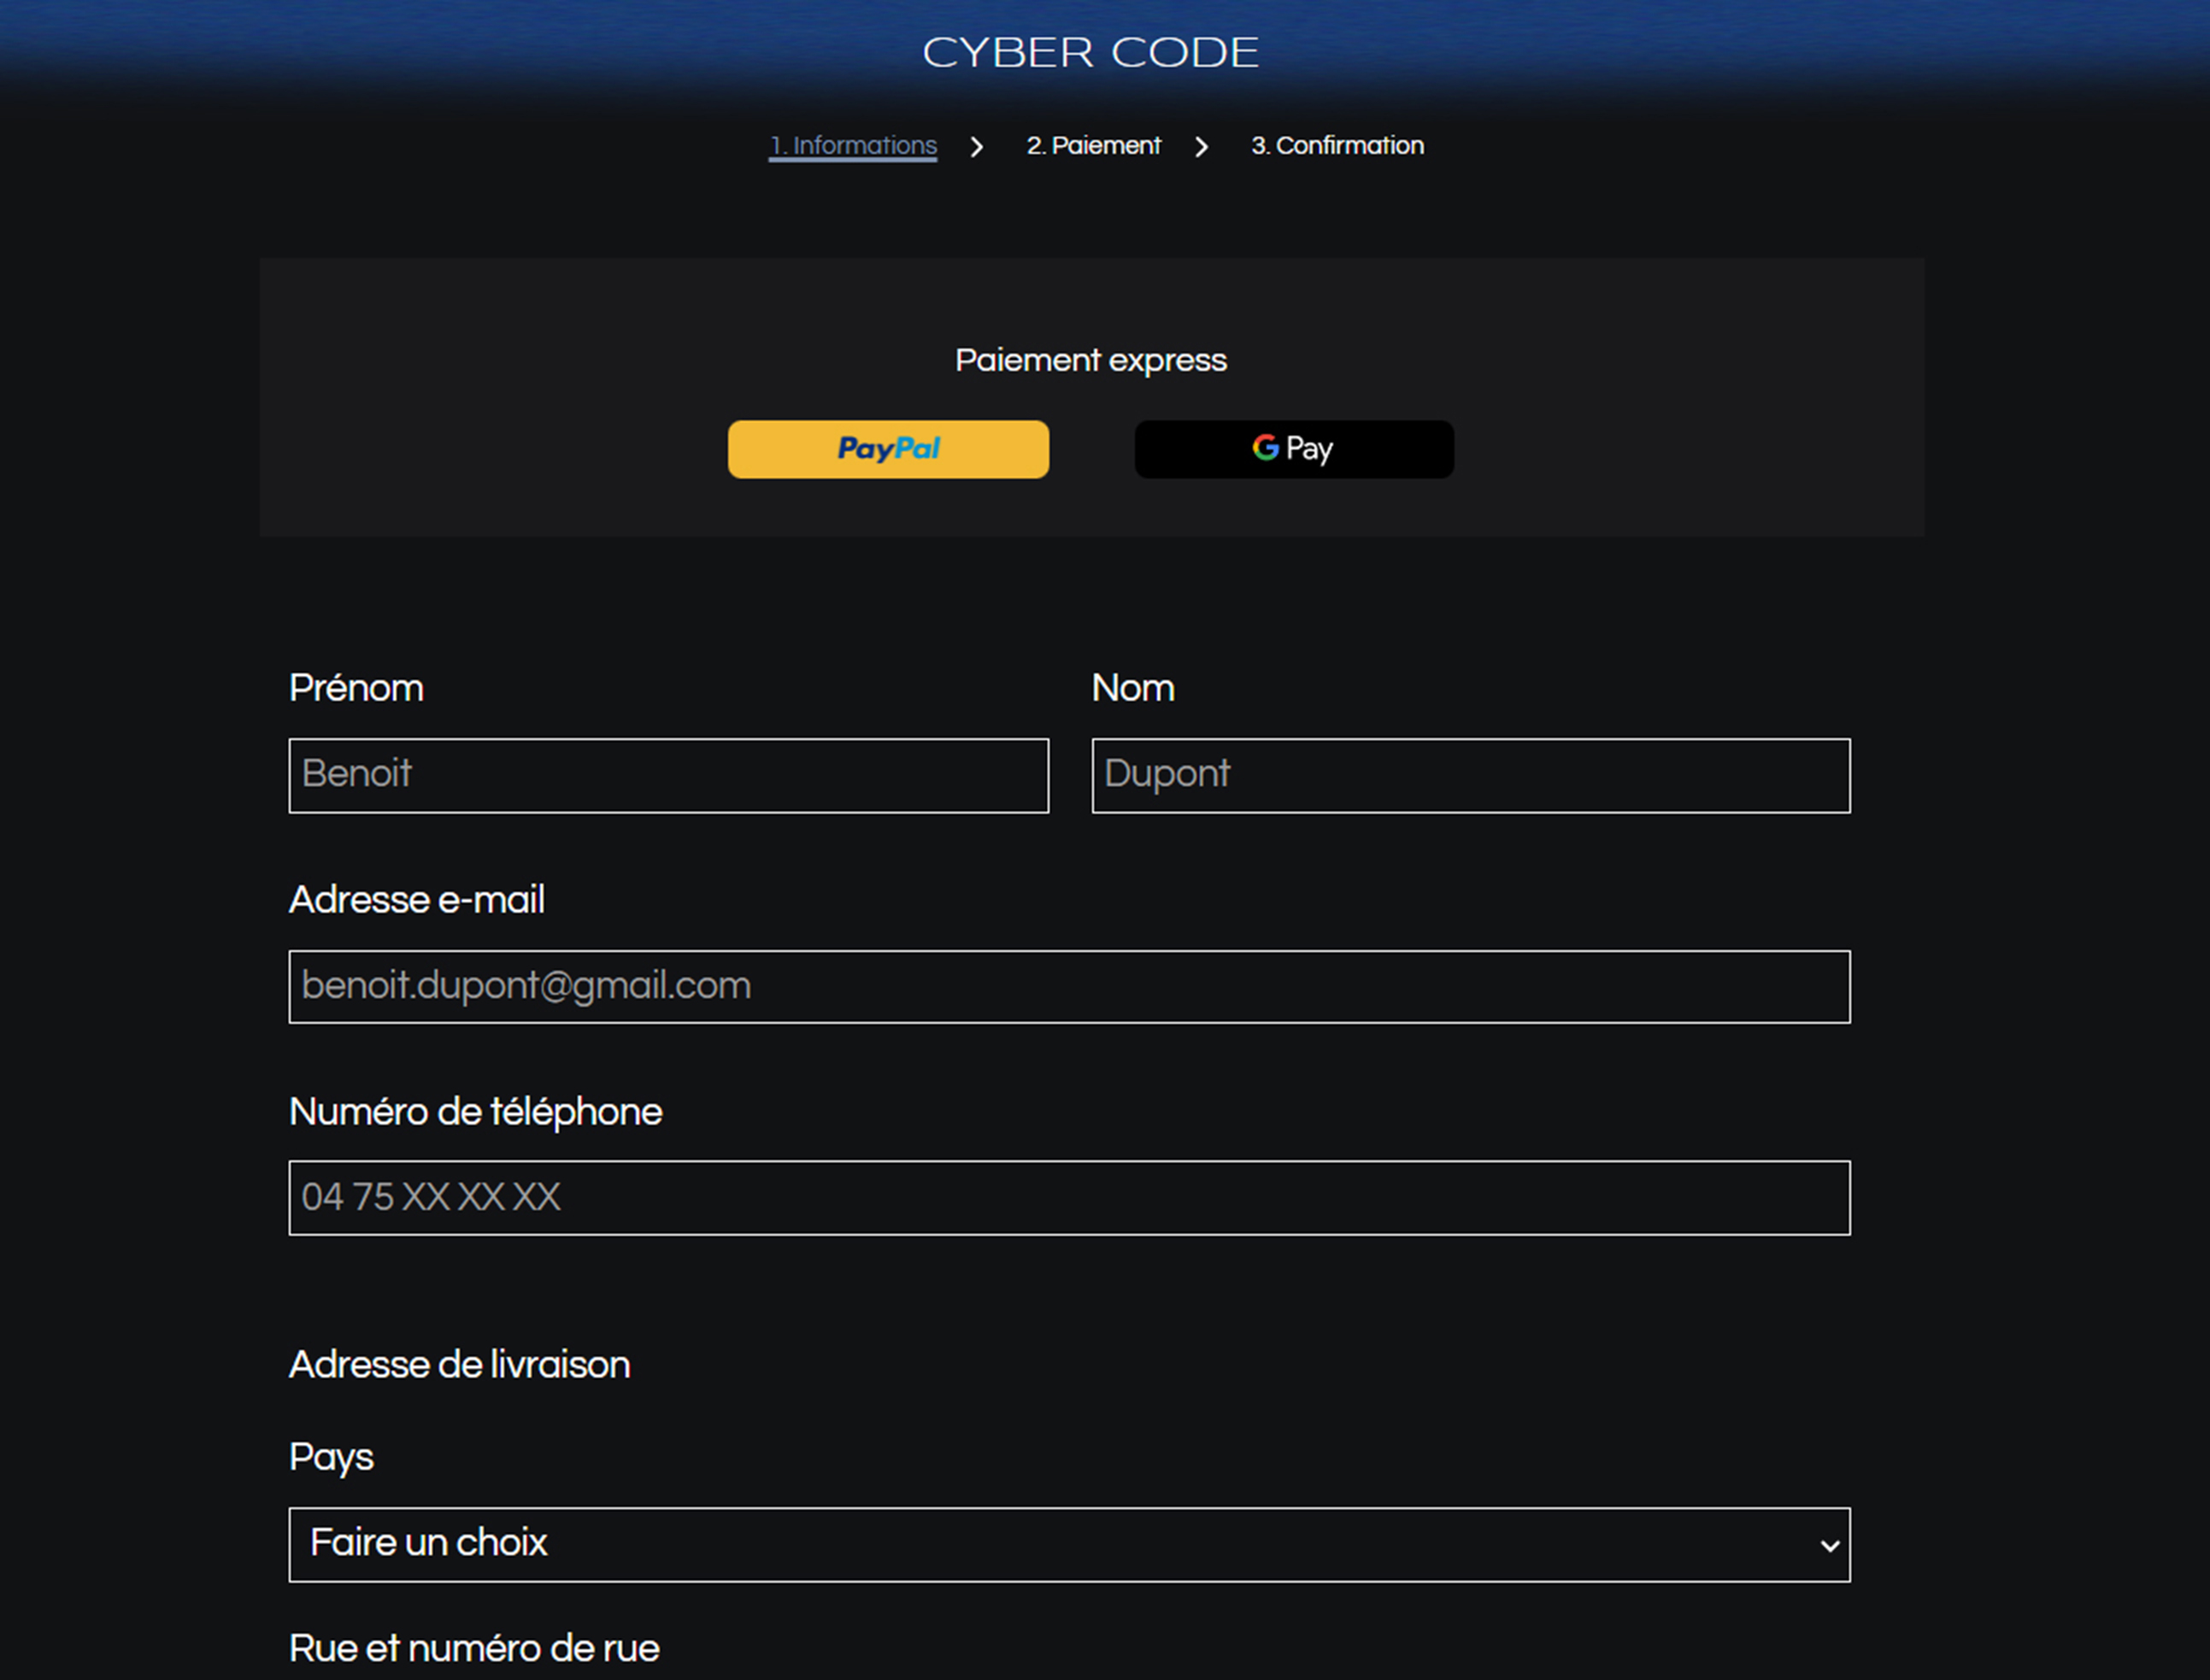 CYBER CODE
1. Informations > 2. Paiement > 3. Confirmation
Paiement express
PayPal G Pay
Prénom Nom
Benoit Dupont
Adresse e-mail
benoit.dupont@gmail.com
Numéro de téléphone
04 75 XX XX XX
Adresse de livraison
Pays
Faire un choix
Rue et numéro de rue